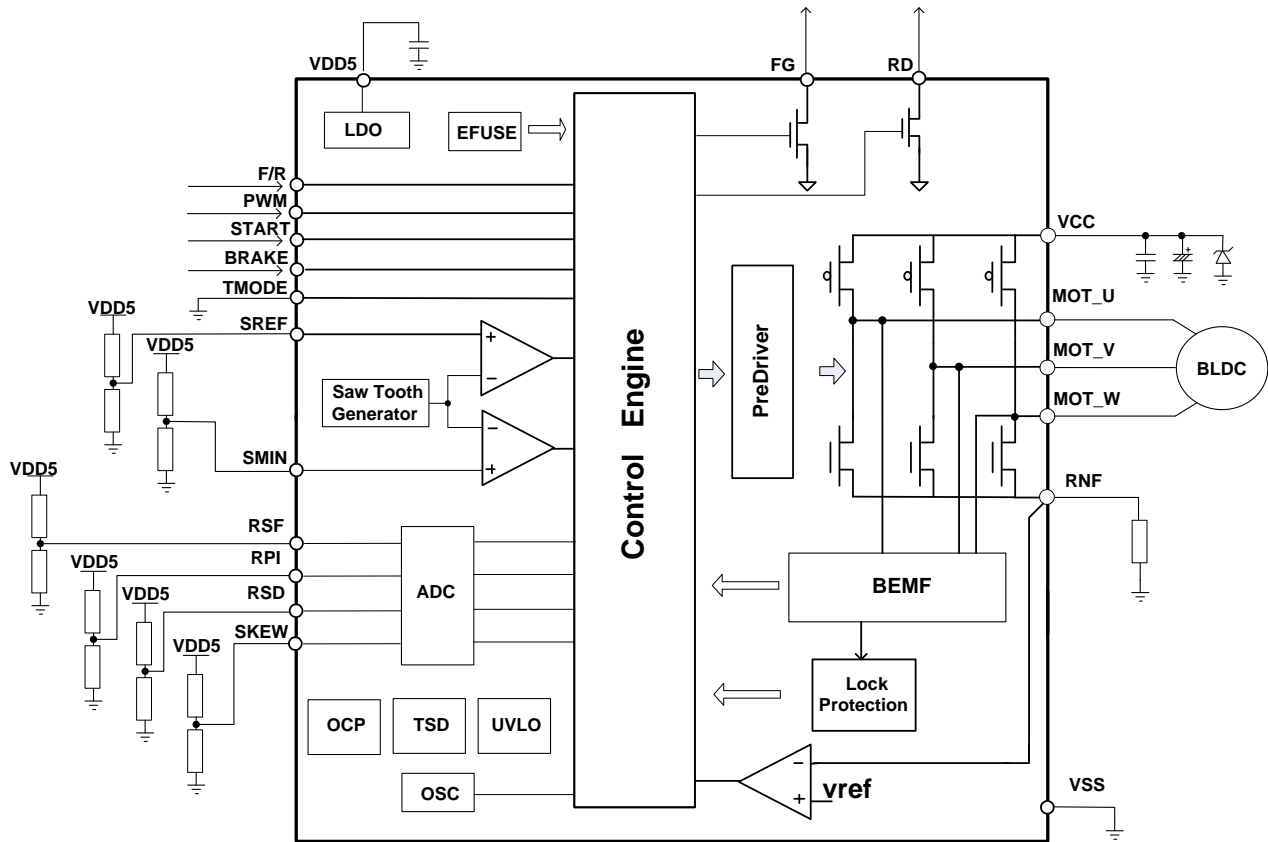 VDD5
FG
RD
LDO
EFUSE
F/R
PWM
START
BRAKE
TMODE
VDD5
SREF
VDD5
Saw Tooth
Generator
+
−
−
+
SMIN
VDD5
RSF
RPI
VDD5
RSD
VDD5
SKEW
VDD5
ADC
Control Engine
PreDriver
VCC
+
MOT_U
MOT_V
MOT_W
BLDC
RNF
BEMF
Lock
Protection
OCP
TSD
UVLO
OSC
−
+
vref
VSS